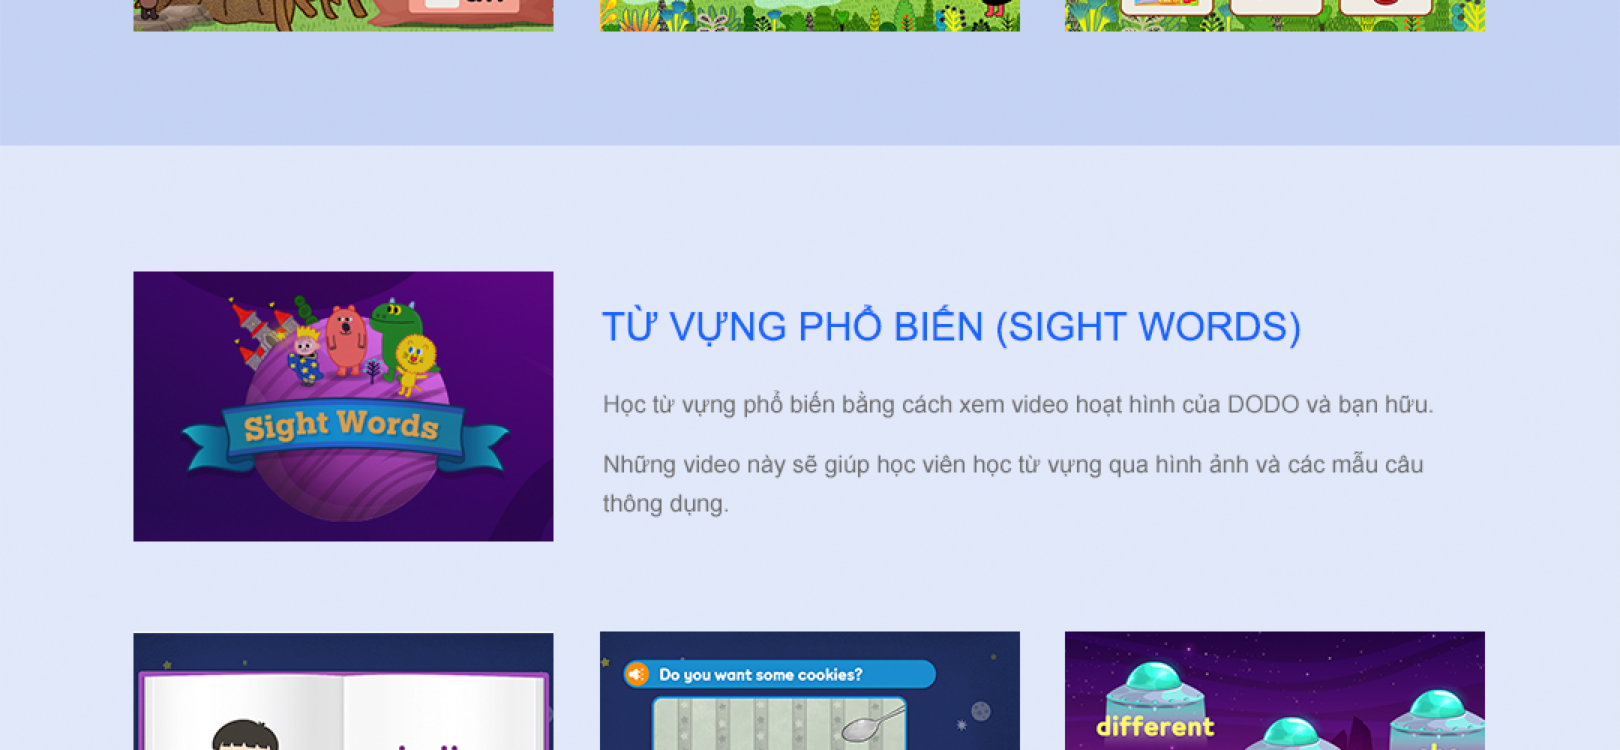 Sight Words
TỪ VỰNG PHỔ BIẾN (SIGHT WORDS)
Học từ vựng phổ biến bằng cách xem video hoạt hình của DODO và bạn hữu.
Những video này sẽ giúp học viên học từ vựng qua hình ảnh và các mẫu câu
thông dụng.
Do you want some cookies?
different